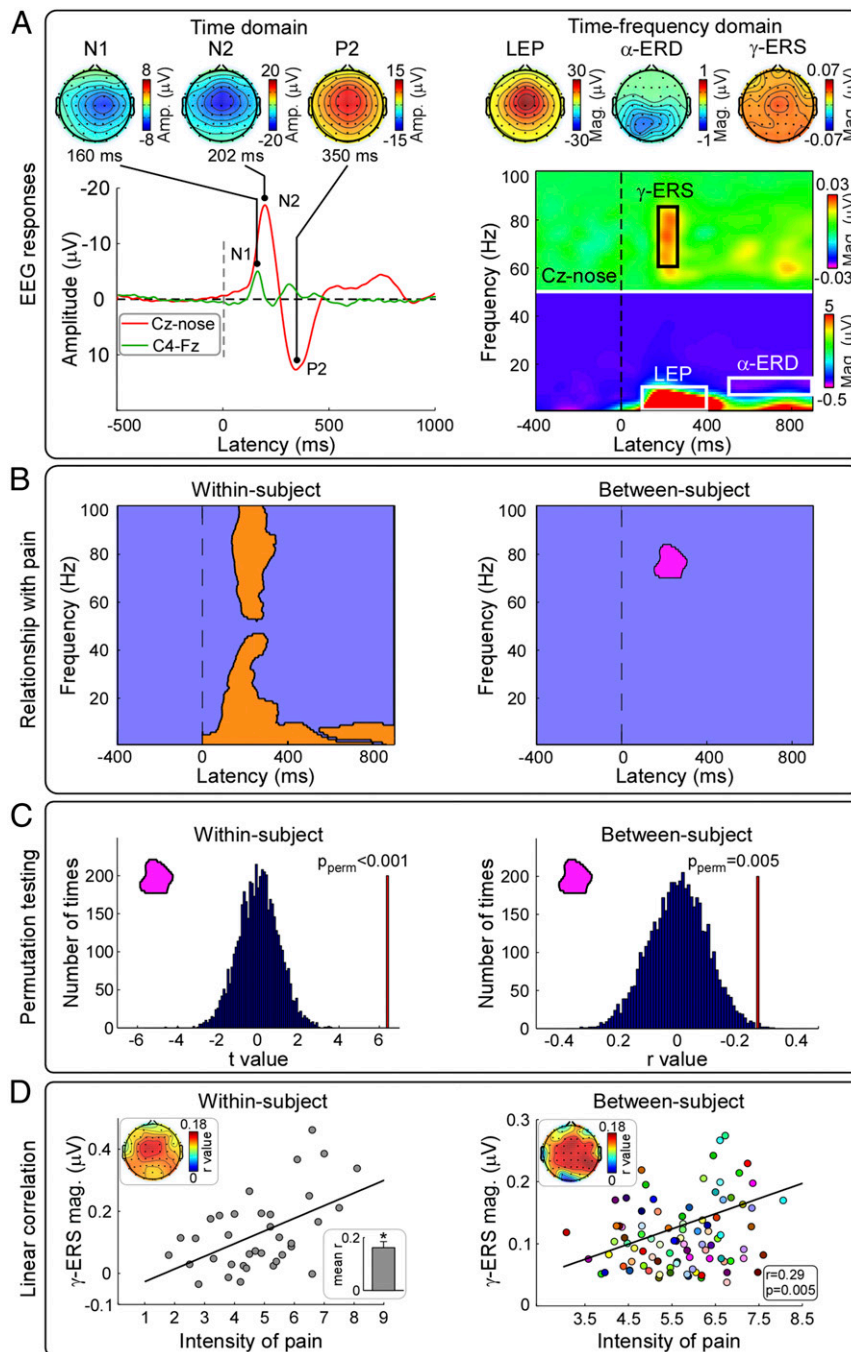 A
Time domain
Time-frequency domain
N1
N2
P2
LEP
α-ERD
γ-ERS
8
-8
Amp. (μV)
20
-20
Amp. (μV)
15
-15
Amp. (μV)
30
-30
Mag. (μV)
1
-1
Mag. (μV)
0.07
-0.07
Mag. (μV)
160 ms
202 ms
350 ms
EEG responses
Amplitude (μV)
-20
-10
0
10
N2
N1
P2
Cz-nose
C4-Fz
-500
0
500
1000
Latency (ms)
Frequency (Hz)
100
80
60
40
20
γ-ERS
Cz-nose
LEP
α-ERD
0.03
-0.03
Mag. (μV)
5
-0.5
Mag. (μV)
-400
0
400
800
Latency (ms)
B
Relationship with pain
Within-subject
Frequency (Hz)
100
80
60
40
20
-400
0
400
800
Latency (ms)
Between-subject
Frequency (Hz)
100
80
60
40
20
-400
0
400
800
Latency (ms)
C
Permutation testing
Within-subject
pperm<0.001
Number of times
200
150
100
50
0
-6
-4
-2
0
2
4
6
t value
Between-subject
pperm=0.005
Number of times
200
150
100
50
0
-0.4
0.2
0
-0.2
0.4
r value
D
Linear correlation
Within-subject
0.18
0
r value
γ-ERS mag. (μV)
0.4
0.2
0
-0.1
0.2
0
mean r
*
1
2
3
4
5
6
7
8
9
Intensity of pain
Between-subject
0.18
0
r value
γ-ERS mag. (μV)
0.3
0.2
0.1
0
r=0.29
p=0.005
3.5
4.5
5.5
6.5
7.5
8.5
Intensity of pain